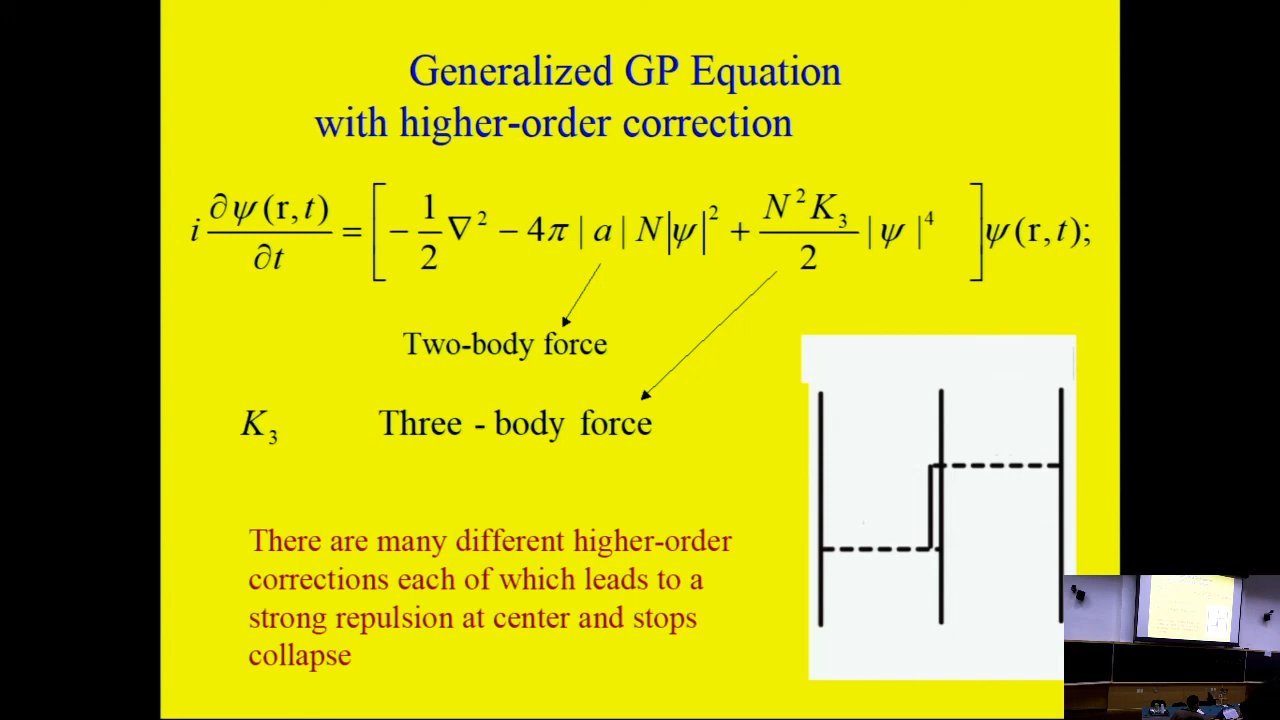 Generalized GP Equation
with higher-order correction
i ∂ψ(r,t)/∂t = [ − 1/2 ∇² − 4π | a | N|ψ|² + N²K₃/2 | ψ |⁴ ] ψ(r,t);
Two-body force
K₃ Three - body force
There are many different higher-order
corrections each of which leads to a
strong repulsion at center and stops
collapse